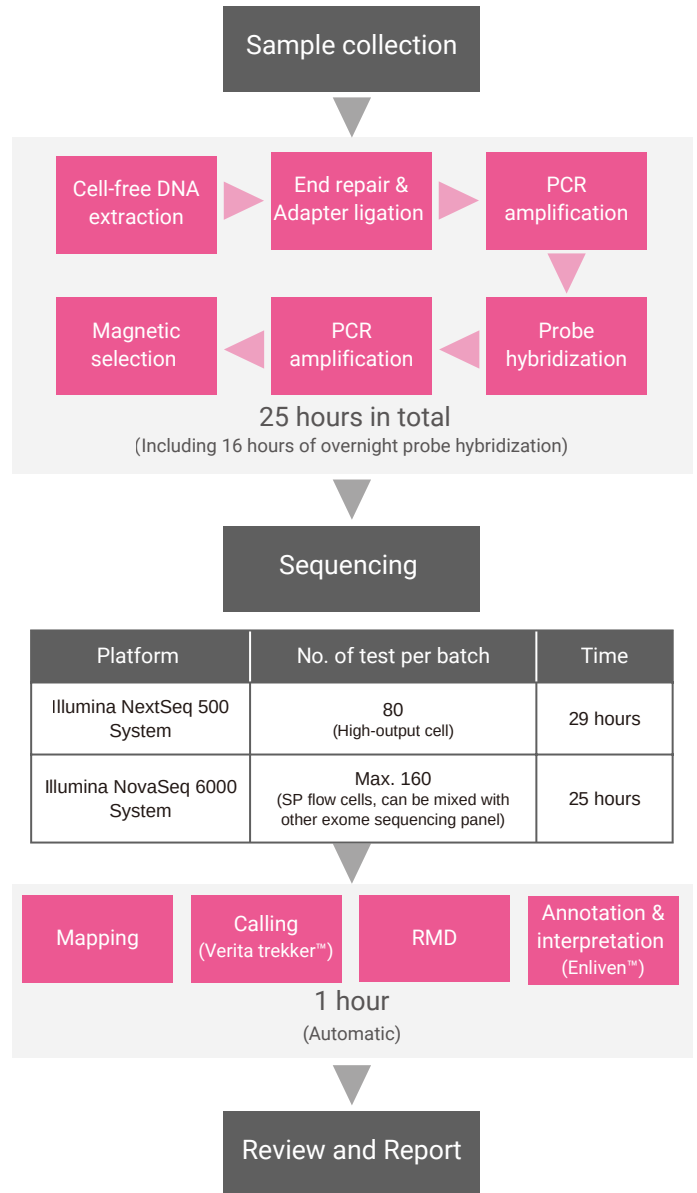 Sample collection
Cell-free DNA
extraction
End repair &
Adapter ligation
PCR
amplification
Magnetic
selection
PCR
amplification
Probe
hybridization
25 hours in total
(Including 16 hours of overnight probe hybridization)
Sequencing
Platform
No. of test per batch
Time
Illumina NextSeq 500
System
80
(High-output cell)
29 hours
Illumina NovaSeq 6000
System
Max. 160
(SP flow cells, can be mixed with
other exome sequencing panel)
25 hours
Mapping
Calling
(Verita trekker™)
RMD
Annotation &
interpretation
(Enliven™)
1 hour
(Automatic)
Review and Report